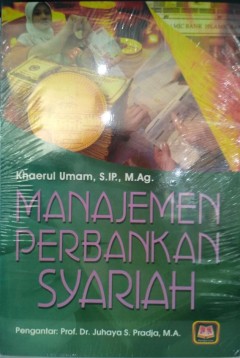 Khaerul Umam, S.IP., M.Ag.
MANAJEMEN
PERBANKAN
SYARIAH
Pengantar: Prof. Dr. Juhaya S. Pradja, M.A.